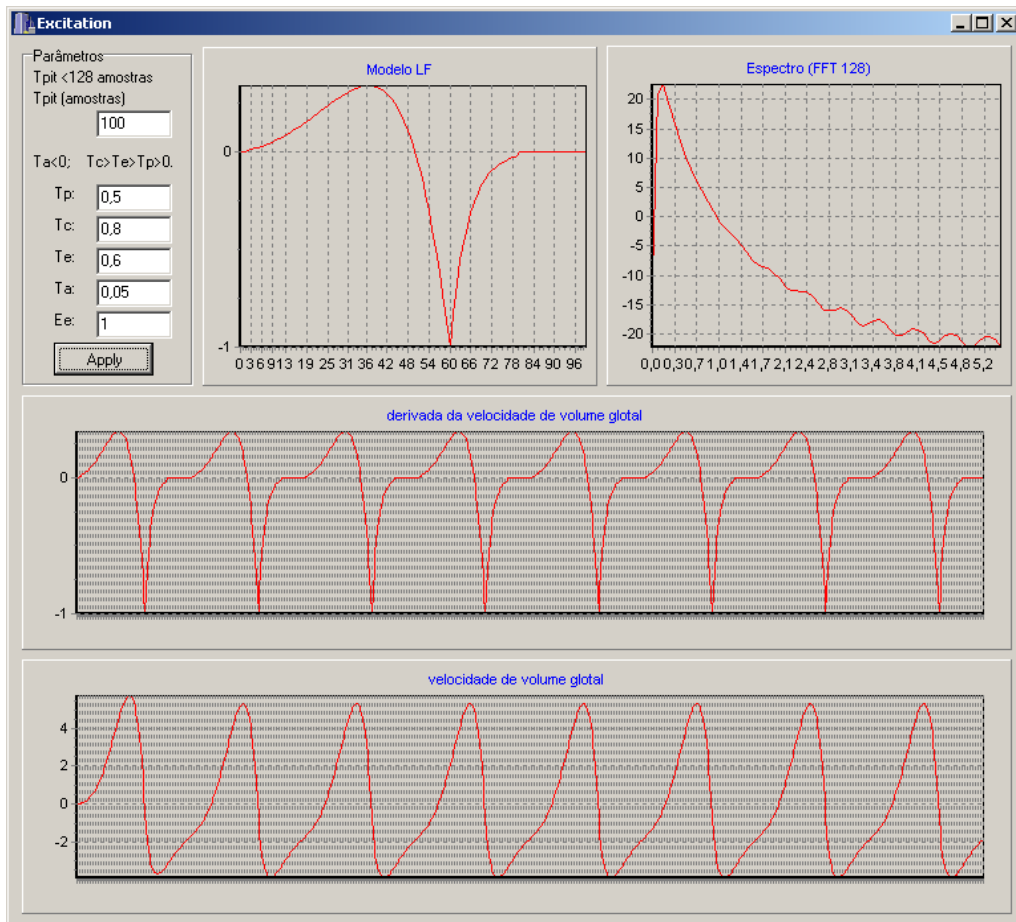 Excitation
Parâmetros
Tpit <128 amostras
Tpit (amostras)
100
Ta<0; Tc>Te>Tp>0.
Tp: 0,5
Tc: 0,8
Te: 0,6
Ta: 0,05
Ee: 1
Apply
Modelo LF
0
-1
0 3 6 9 13 19 25 31 36 42 48 54 60 66 72 78 84 90 96
Espectro (FFT 128)
20
15
10
5
0
-5
-10
-15
-20
0,0 0,3 0,7 1,0 1,4 1,7 2,1 2,4 2,8 3,1 3,4 3,8 4,1 4,5 4,8 5,2
derivada da velocidade de volume glotal
0
-1
velocidade de volume glotal
4
2
0
-2